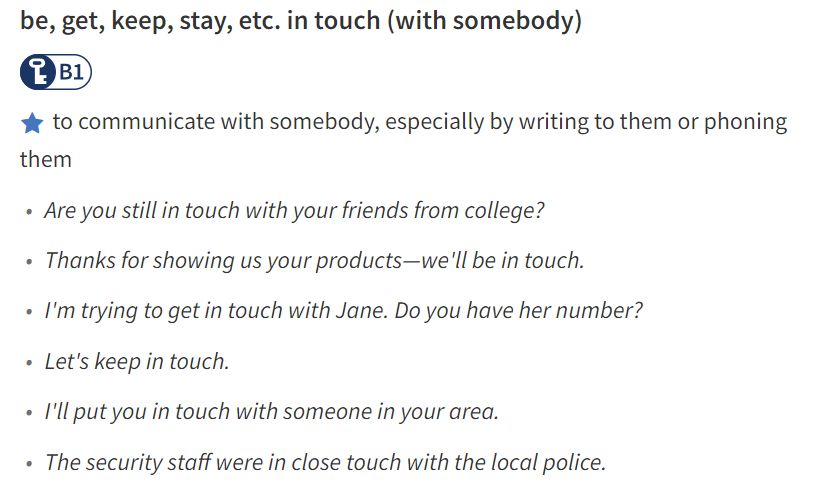 be, get, keep, stay, etc. in touch (with somebody)
B1
to communicate with somebody, especially by writing to them or phoning
them
• Are you still in touch with your friends from college?
• Thanks for showing us your products—we'll be in touch.
• I'm trying to get in touch with Jane. Do you have her number?
• Let's keep in touch.
• I'll put you in touch with someone in your area.
• The security staff were in close touch with the local police.